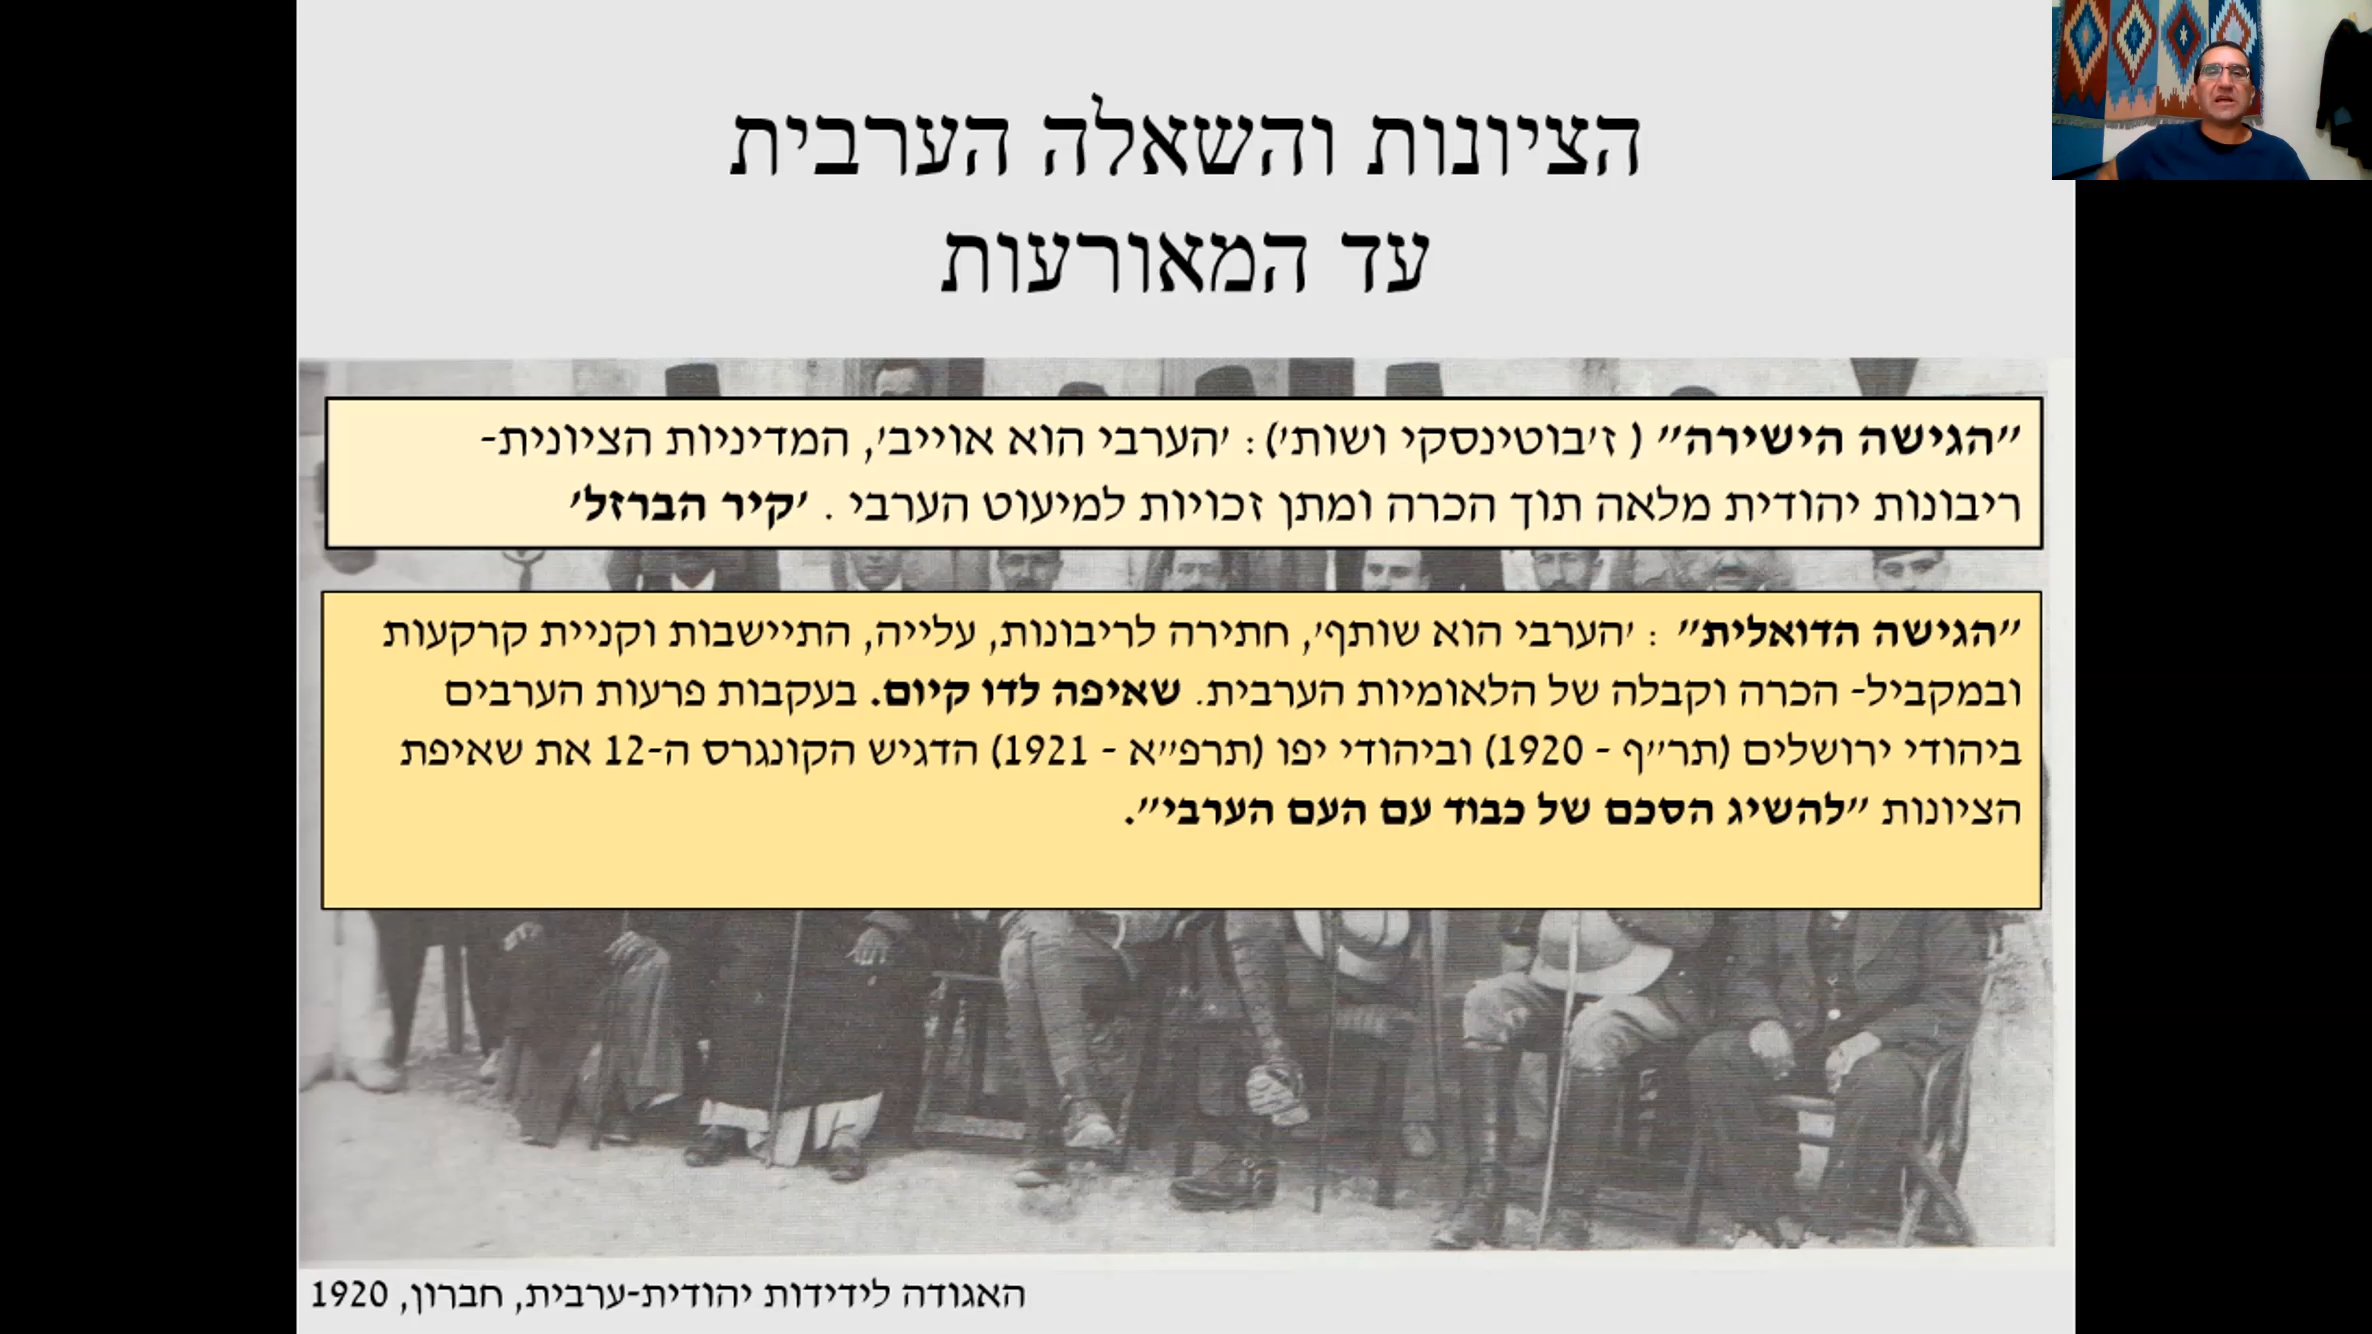 הציונות והשאלה הערבית
עד המאורעות
"הגישה הישירה" ( ז'בוטינסקי ושות'): 'הערבי הוא אוייב', המדיניות הציונית-
ריבונות יהודית מלאה תוך הכרה ומתן זכויות למיעוט הערבי . 'קיר הברזל'
"הגישה הדואלית" : 'הערבי הוא שותף', חתירה לריבונות, עלייה, התיישבות וקניית קרקעות
ובמקביל- הכרה וקבלה של הלאומיות הערבית. שאיפה לדו קיום. בעקבות פרעות הערבים
ביהודי ירושלים (תר"ף - 1920) וביהודי יפו (תרפ"א - 1921) הדגיש הקונגרס ה-12 את שאיפת
הציונות "להשיג הסכם של כבוד עם העם הערבי".
האגודה לידידות יהודית-ערבית, חברון, 1920